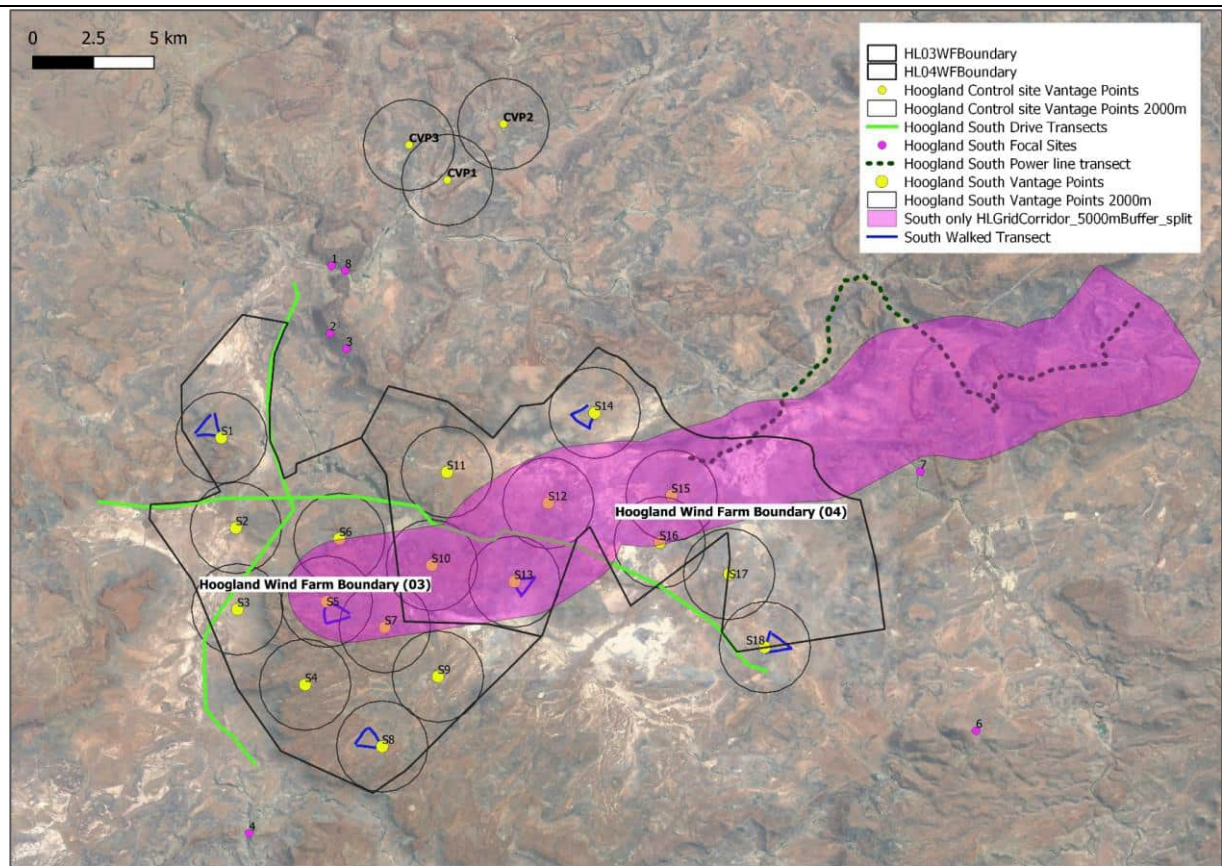 0 2.5 5 km
HL03WFBoundary
HL04WFBoundary
Hoogland Control site Vantage Points
Hoogland Control site Vantage Points 2000m
Hoogland South Drive Transects
Hoogland South Focal Sites
Hoogland South Power line transect
Hoogland South Vantage Points
Hoogland South Vantage Points 2000m
South only HLGridCorridor_5000mBuffer_split
South Walked Transect
CVP2
CVP3
CVP1
1 8
2
3
S14
S1
S11
7
S15
S12
Hoogland Wind Farm Boundary (04)
S2
S6
S16
S10
S17
S13
Hoogland Wind Farm Boundary (03)
S5
S3
S7
S18
S9
S4
6
S8
4